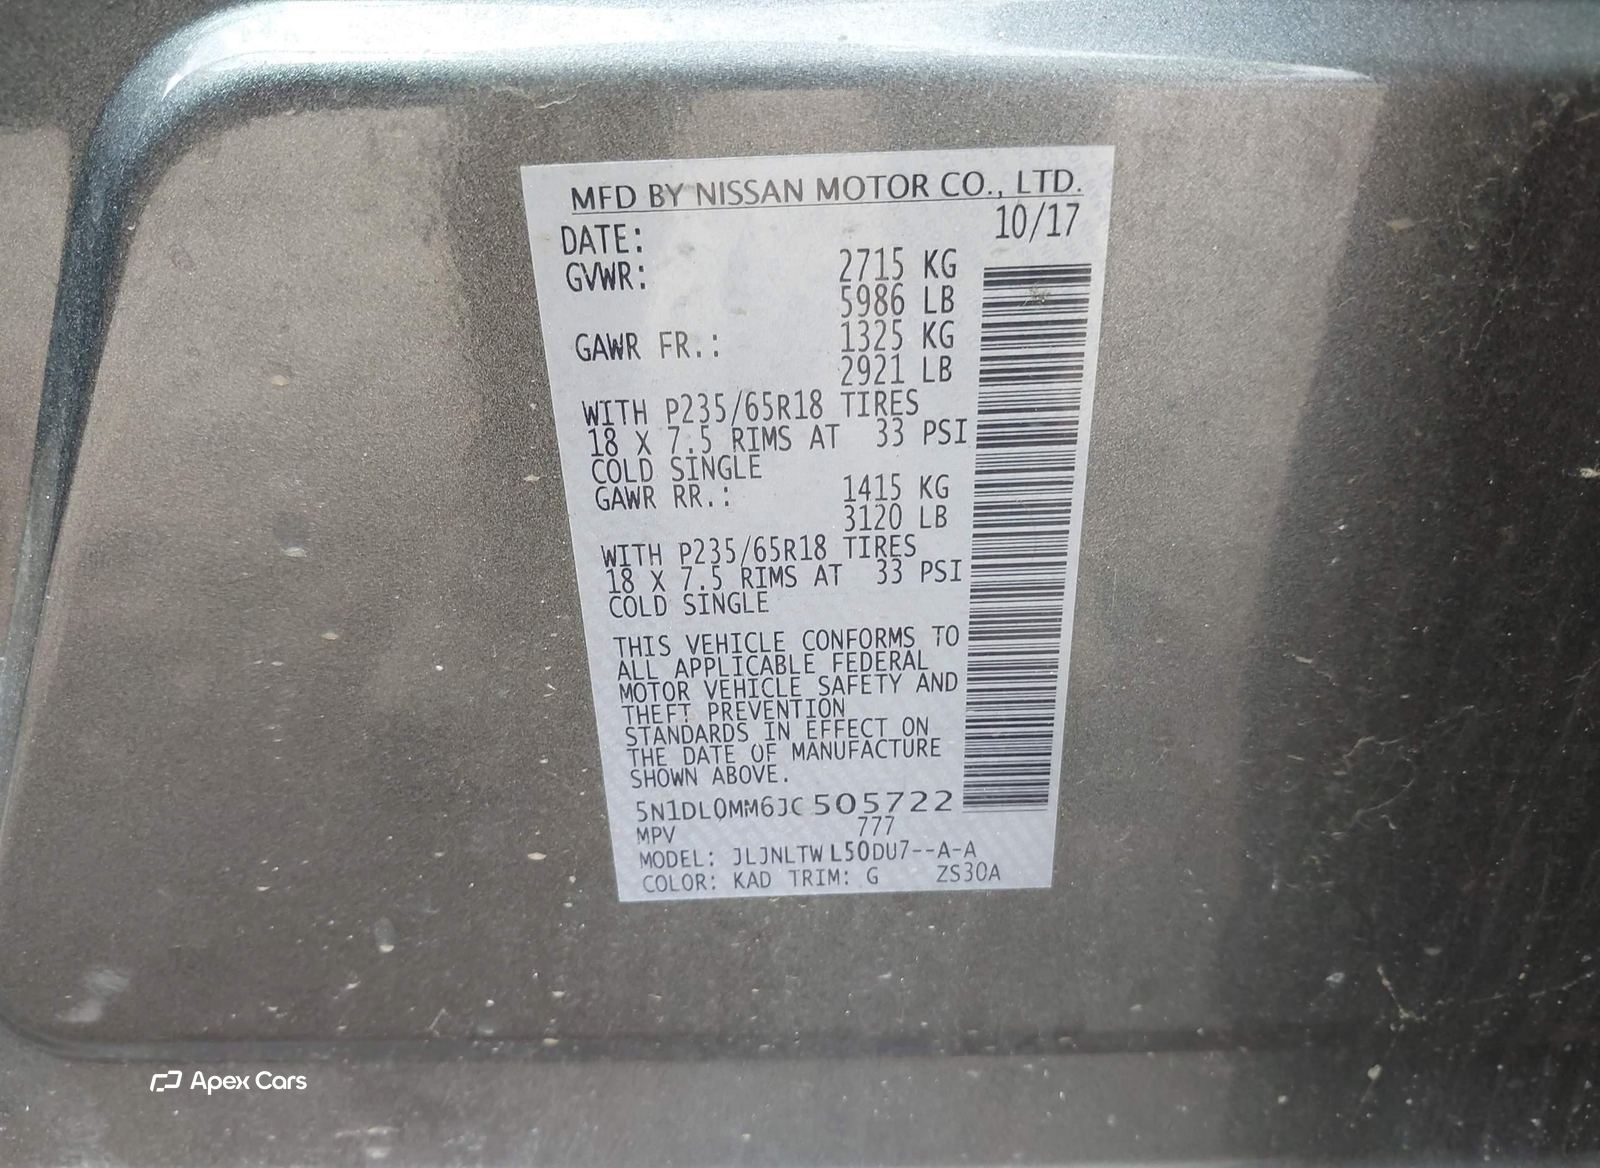 MFD BY NISSAN MOTOR CO., LTD.
DATE: 10/17
GVWR: 2715 KG
5986 LB
GAWR FR.: 1325 KG
2921 LB
WITH P235/65R18 TIRES
18 X 7.5 RIMS AT 33 PSI
COLD SINGLE
GAWR RR.: 1415 KG
3120 LB
WITH P235/65R18 TIRES
18 X 7.5 RIMS AT 33 PSI
COLD SINGLE
THIS VEHICLE CONFORMS TO
ALL APPLICABLE FEDERAL
MOTOR VEHICLE SAFETY AND
THEFT PREVENTION
STANDARDS IN EFFECT ON
THE DATE OF MANUFACTURE
SHOWN ABOVE.
5N1DL0MM6JC505722
MPV 777
MODEL: JLJNLTWL50DU7--A-A
COLOR: KAD TRIM: G ZS30A
Apex Cars